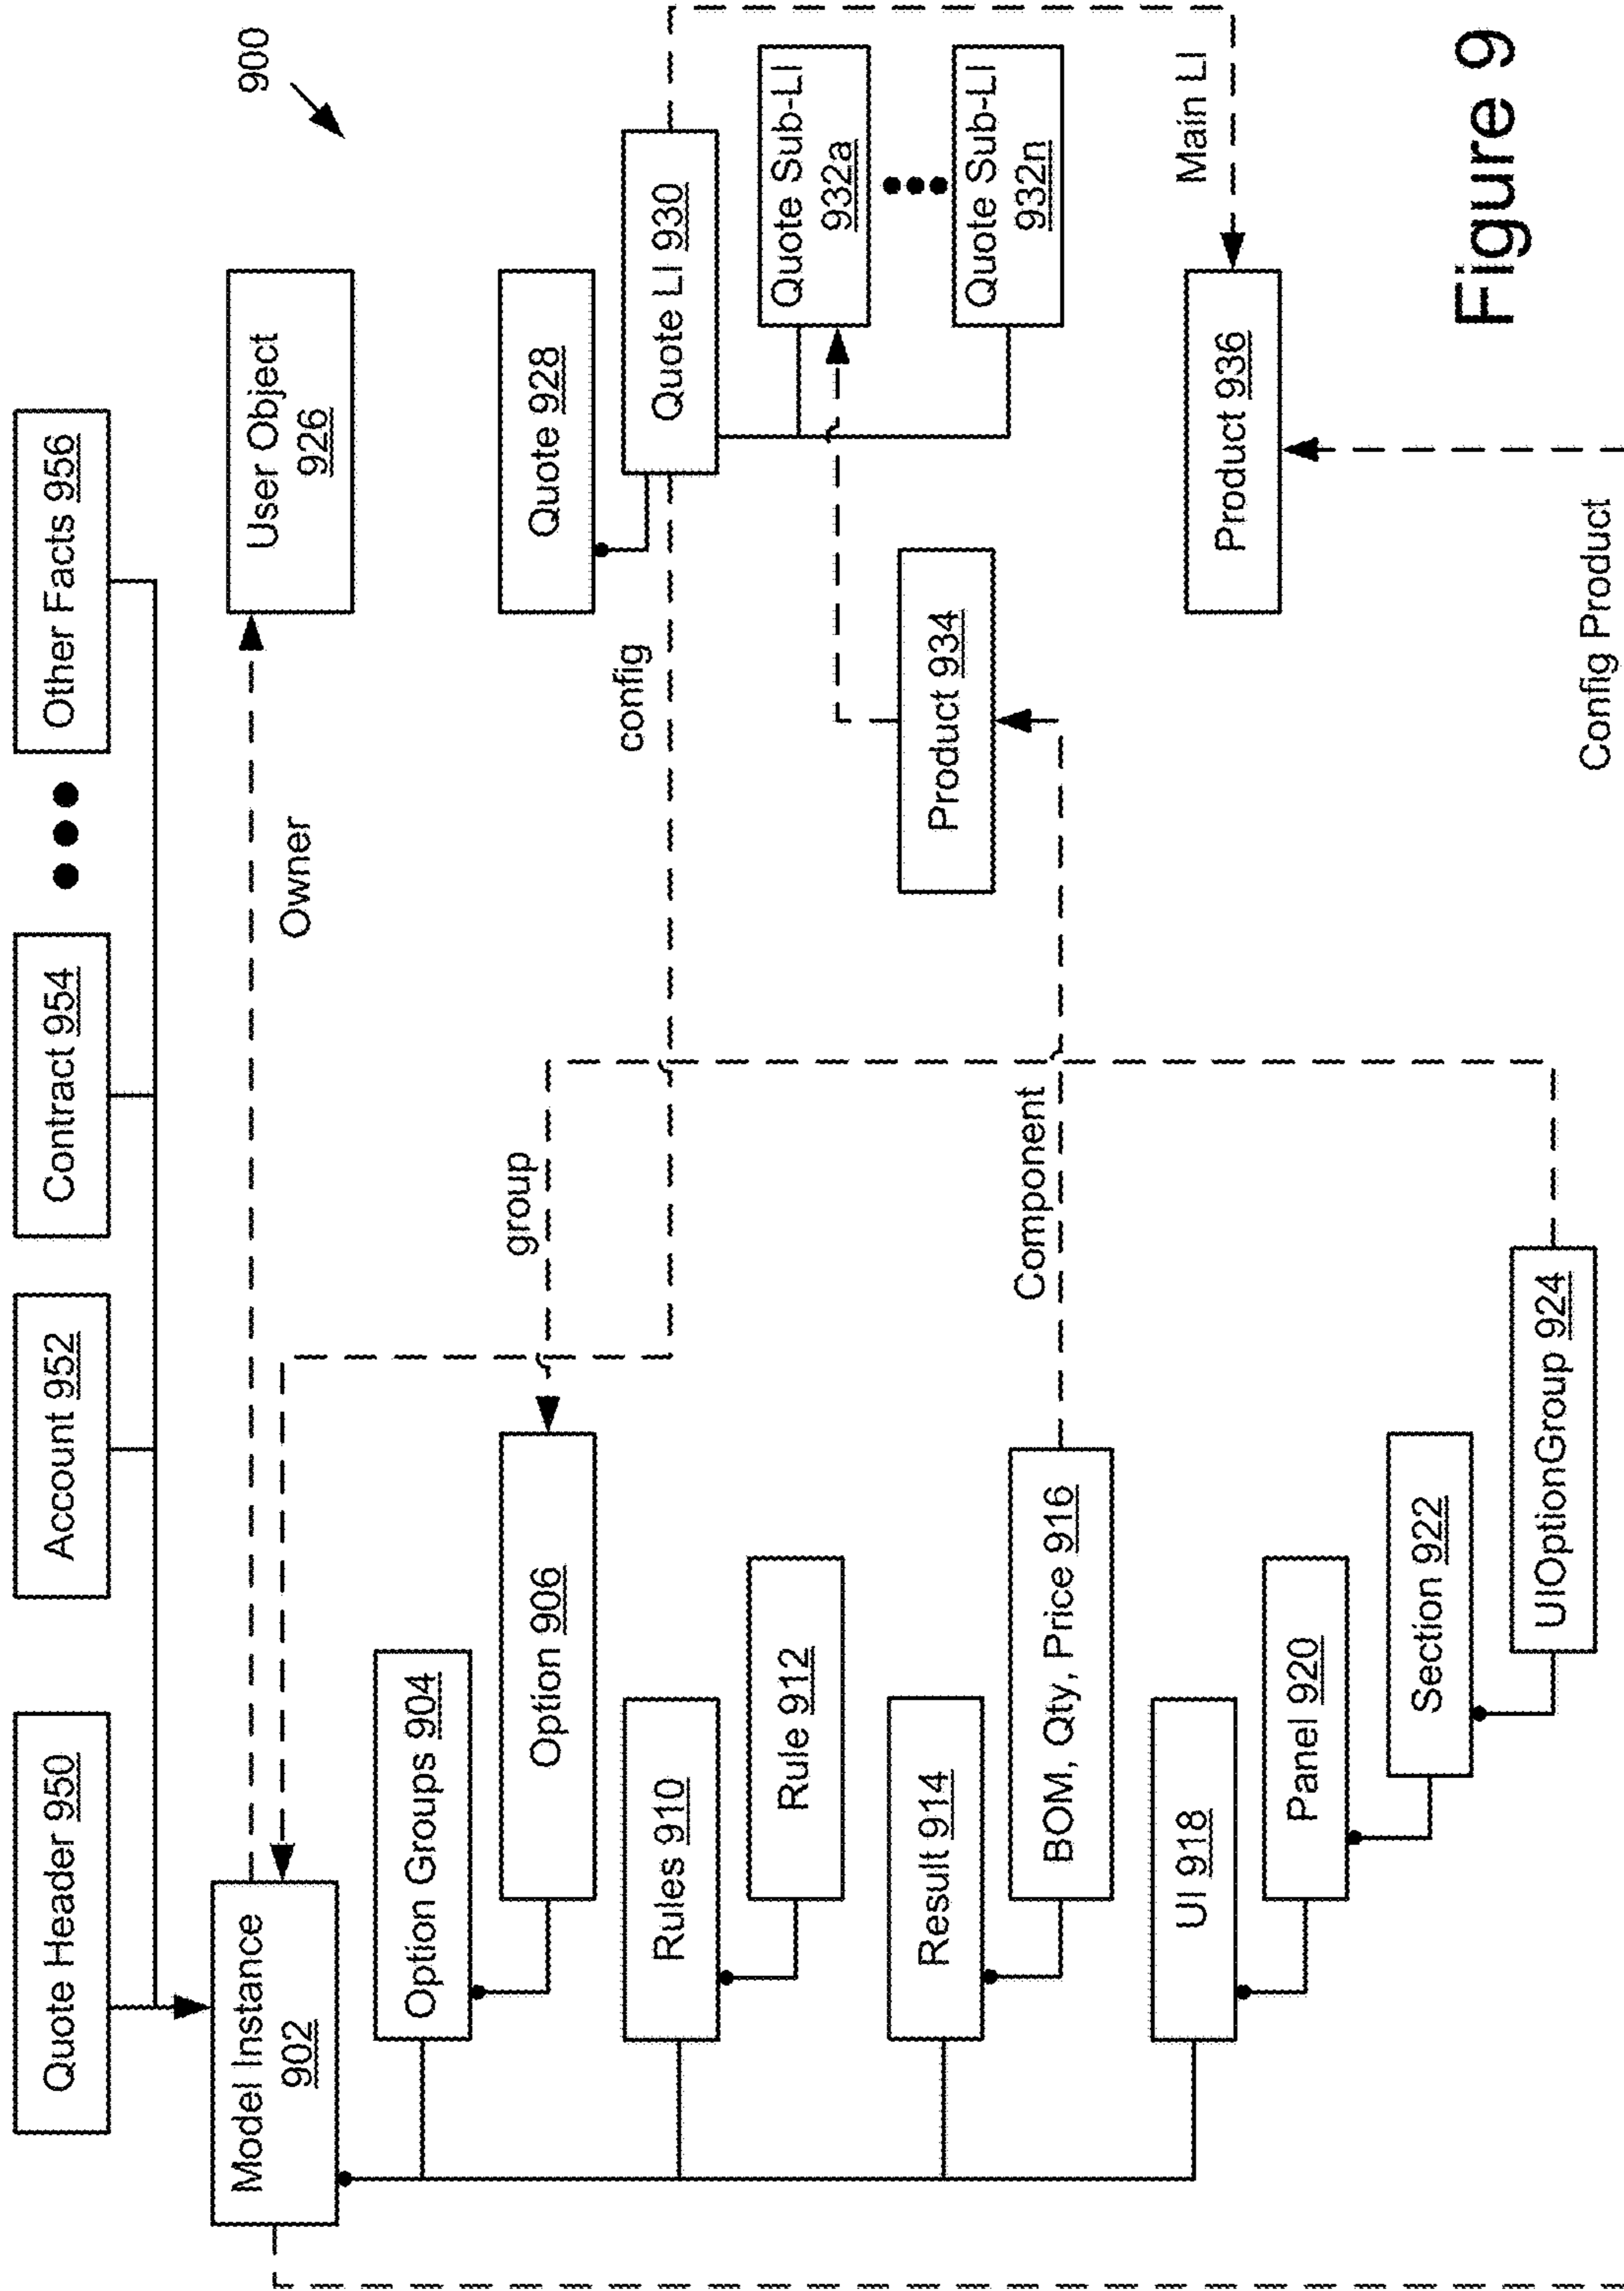 900
Quote Header 950
Account 952
Contract 954
Other Facts 956
Model Instance
902
Owner
User Object
926
Option Groups 904
group
Option 906
Quote 928
config
Quote LI 930
Rules 910
Rule 912
Quote Sub-LI
932a
Quote Sub-LI
932n
Result 914
Product 934
BOM, Qty, Price 916
Component
Main LI
UI 918
Product 936
Panel 920
Section 922
UIOptionGroup 924
Config Product
Figure 9